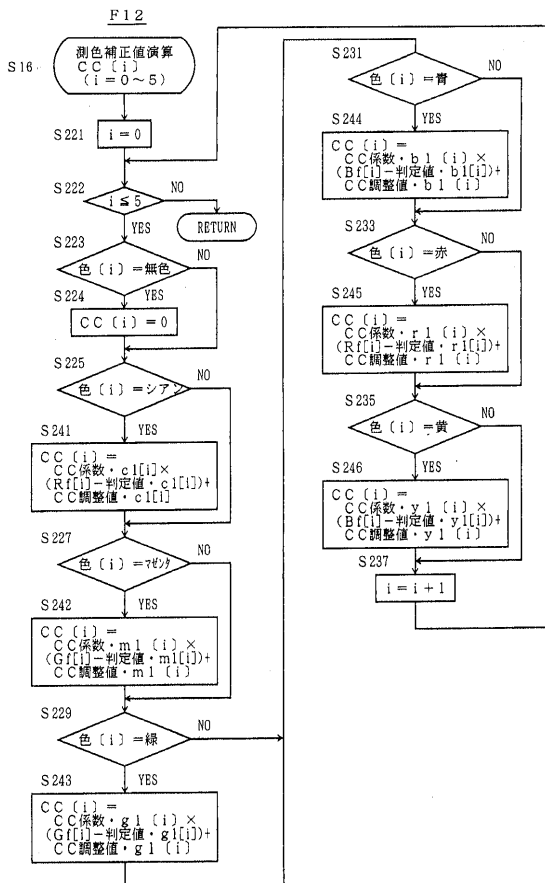 F12
S16
測色補正値演算
CC〔i〕
(i=0~5)
S221
i=0
S222
i≦5
NO
YES
RETURN
S223
色〔i〕=無色
NO
S224
YES
CC〔i〕=0
S225
色〔i〕=シアン
NO
YES
S241
CC〔i〕=
CC係数・c1[i]×
(Rf[i]-判定値・c1[i])+
CC調整値・c1[i]
S227
色〔i〕=マゼンタ
NO
YES
S242
CC〔i〕=
CC係数・m1〔i〕×
(Gf[i]-判定値・m1[i])+
CC調整値・m1〔i〕
S229
色〔i〕=緑
NO
YES
S243
CC〔i〕=
CC係数・g1〔i〕×
(Gf[i]-判定値・g1[i])+
CC調整値・g1〔i〕
S231
色〔i〕=青
NO
YES
S244
CC〔i〕=
CC係数・b1〔i〕×
(Bf[i]-判定値・b1[i])+
CC調整値・b1〔i〕
S233
色〔i〕=赤
NO
YES
S245
CC〔i〕=
CC係数・r1〔i〕×
(Rf[i]-判定値・r1[i])+
CC調整値・r1〔i〕
S235
色〔i〕=黄
NO
YES
S246
CC〔i〕=
CC係数・y1〔i〕×
(Bf[i]-判定値・y1[i])+
CC調整値・y1〔i〕
S237
i=i+1